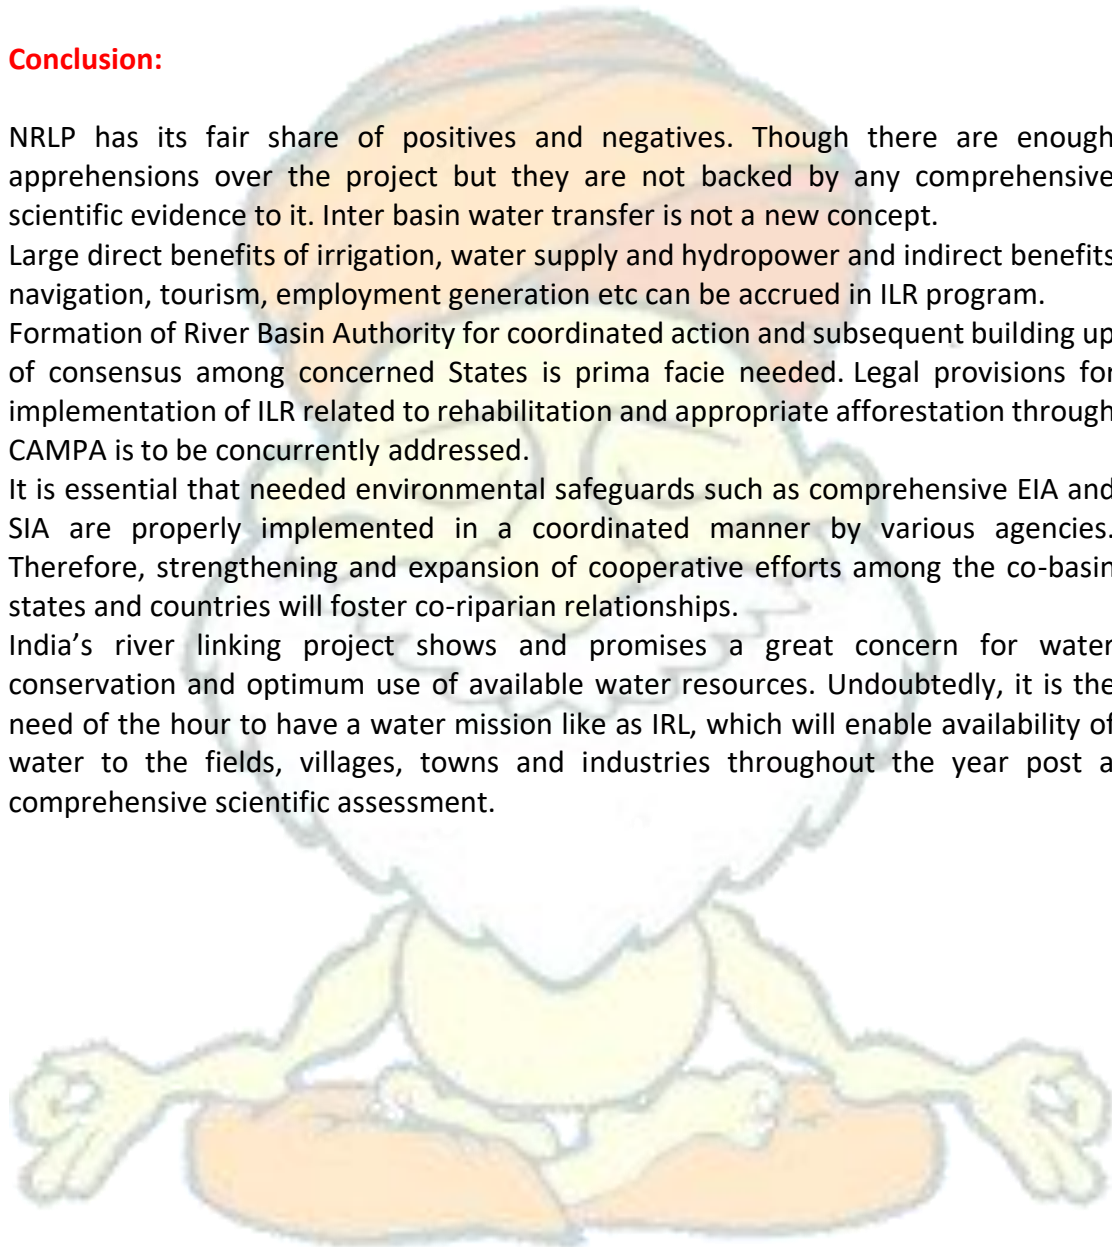 Conclusion:
NRLP has its fair share of positives and negatives. Though there are enough
apprehensions over the project but they are not backed by any comprehensive
scientific evidence to it. Inter basin water transfer is not a new concept.
Large direct benefits of irrigation, water supply and hydropower and indirect benefits
navigation, tourism, employment generation etc can be accrued in ILR program.
Formation of River Basin Authority for coordinated action and subsequent building up
of consensus among concerned States is prima facie needed. Legal provisions for
implementation of ILR related to rehabilitation and appropriate afforestation through
CAMPA is to be concurrently addressed.
It is essential that needed environmental safeguards such as comprehensive EIA and
SIA are properly implemented in a coordinated manner by various agencies.
Therefore, strengthening and expansion of cooperative efforts among the co-basin
states and countries will foster co-riparian relationships.
India’s river linking project shows and promises a great concern for water
conservation and optimum use of available water resources. Undoubtedly, it is the
need of the hour to have a water mission like as IRL, which will enable availability of
water to the fields, villages, towns and industries throughout the year post a
comprehensive scientific assessment.